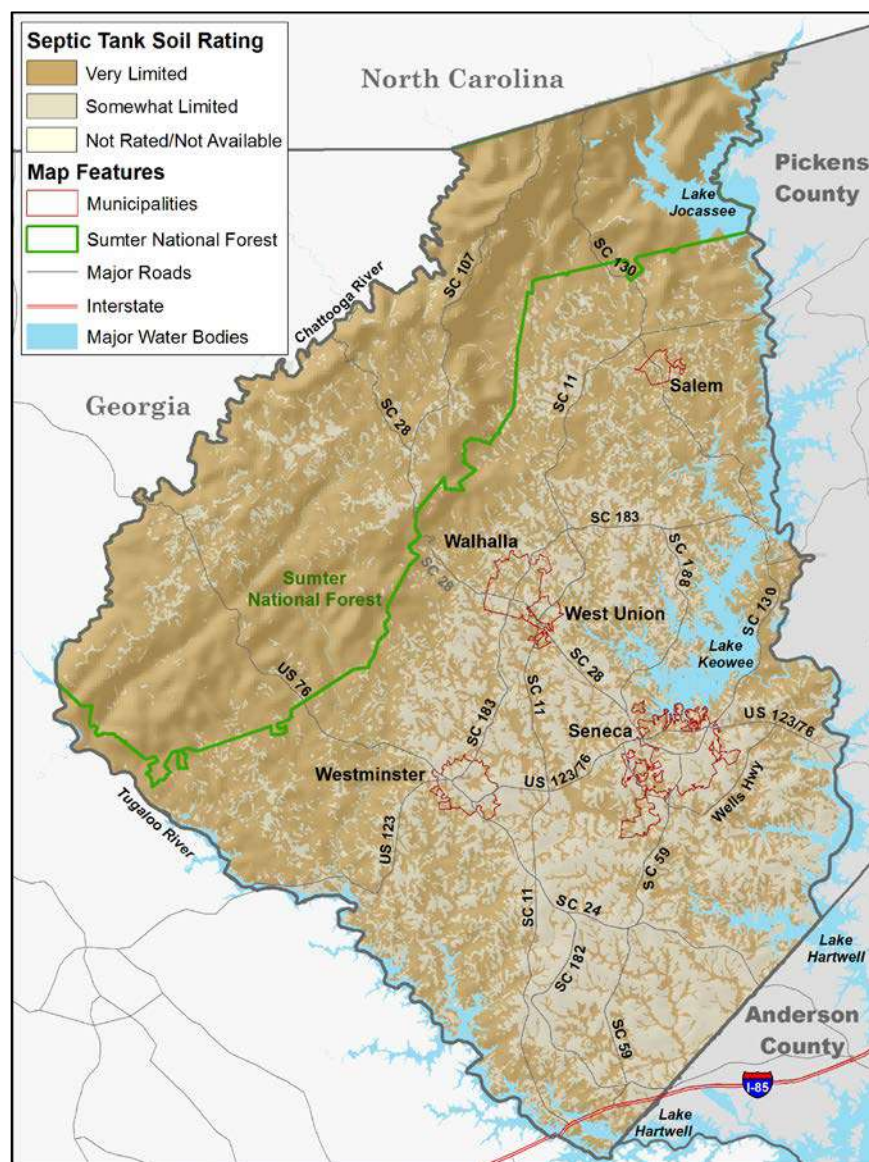 Septic Tank Soil Rating
Very Limited
Somewhat Limited
Not Rated/Not Available
Map Features
Municipalities
Sumter National Forest
Major Roads
Interstate
Major Water Bodies
North Carolina
Pickens
County
Lake
Jocassee
SC 130
SC 107
Chattooga River
Georgia
SC 28
SC 11
Salem
SC 183
Walhalla
SC 188
SC 28
Sumter
National Forest
West Union
SC 130
Lake
Keowee
SC 28
US 76
SC 183
SC 11
Seneca
US 123/76
Westminster
US 123/76
Wells Hwy
Tugaloo River
US 123
SC 59
SC 11
SC 24
SC 182
Lake
Hartwell
SC 59
Anderson
County
I-85
Lake
Hartwell